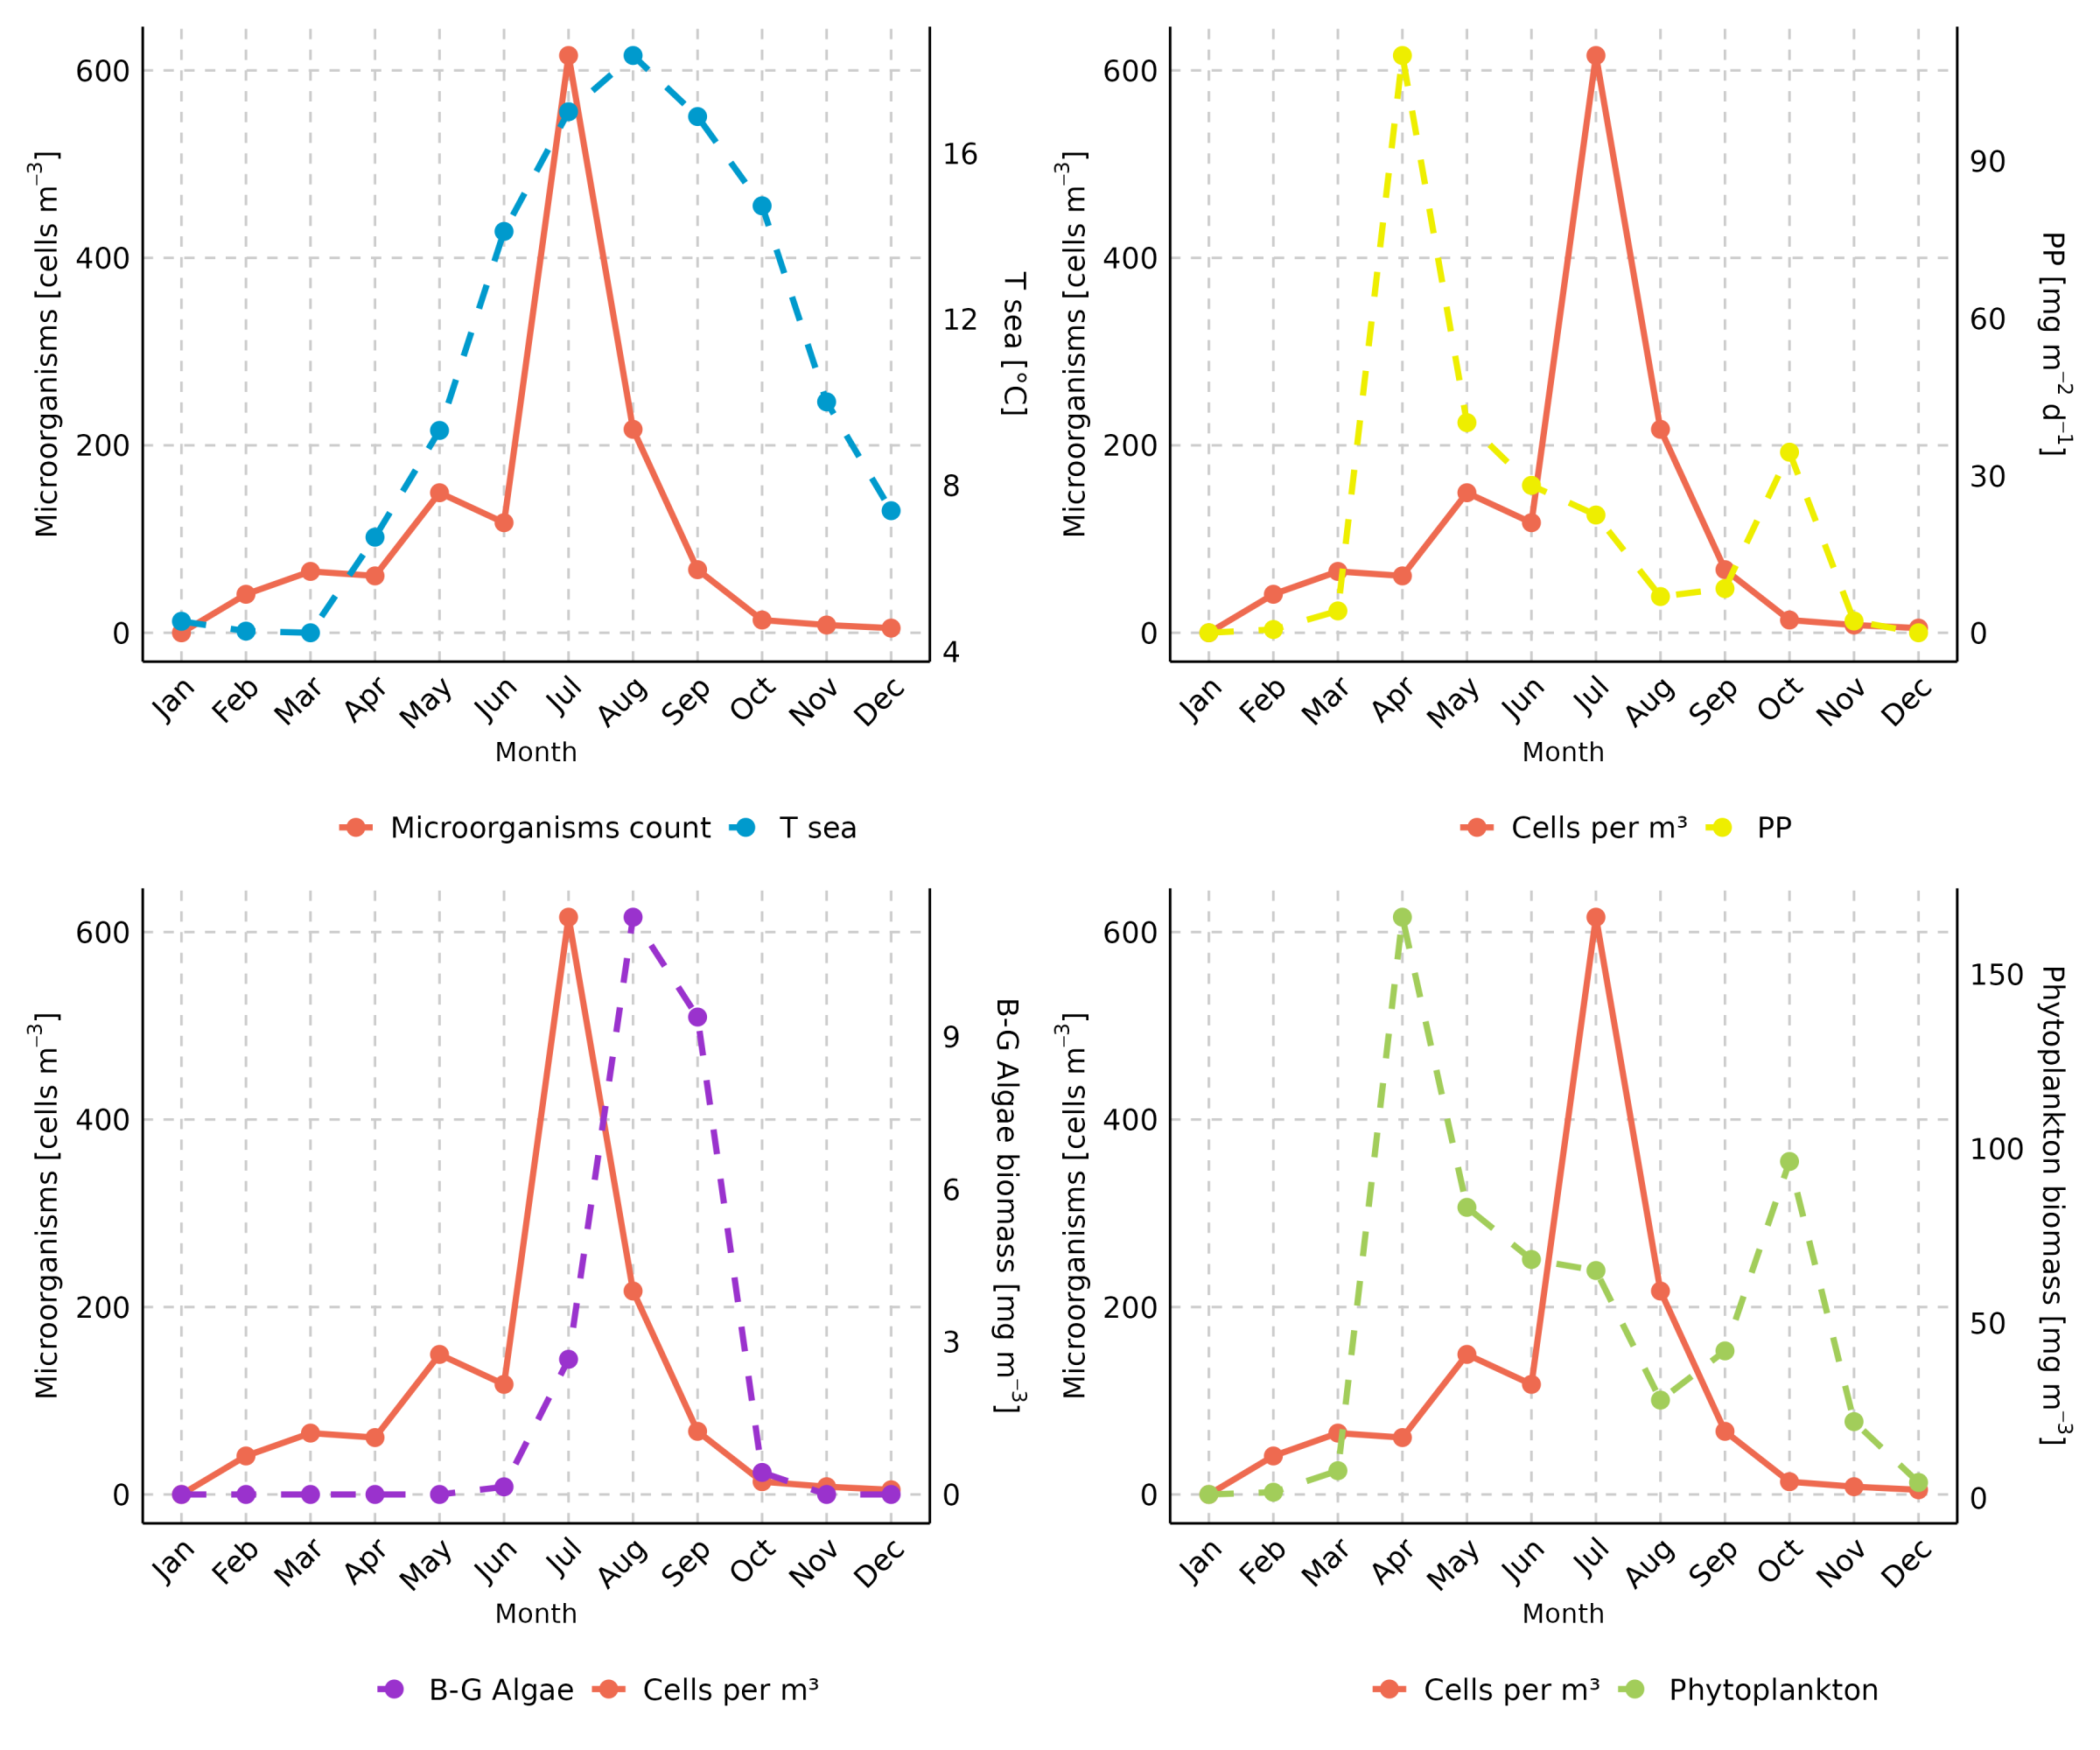 600
400
200
0
Microorganisms [cells m⁻³]
16
12
8
4
T sea [°C]
Jan Feb Mar Apr May Jun Jul Aug Sep Oct Nov Dec
Month
Microorganisms count T sea
600
400
200
0
Microorganisms [cells m⁻³]
90
60
30
0
PP [mg m⁻² d⁻¹]
Jan Feb Mar Apr May Jun Jul Aug Sep Oct Nov Dec
Month
Cells per m³ PP
600
400
200
0
Microorganisms [cells m⁻³]
9
6
3
0
B-G Algae biomass [mg m⁻³]
Jan Feb Mar Apr May Jun Jul Aug Sep Oct Nov Dec
Month
B-G Algae Cells per m³
600
400
200
0
Microorganisms [cells m⁻³]
150
100
50
0
Phytoplankton biomass [mg m⁻³]
Jan Feb Mar Apr May Jun Jul Aug Sep Oct Nov Dec
Month
Cells per m³ Phytoplankton